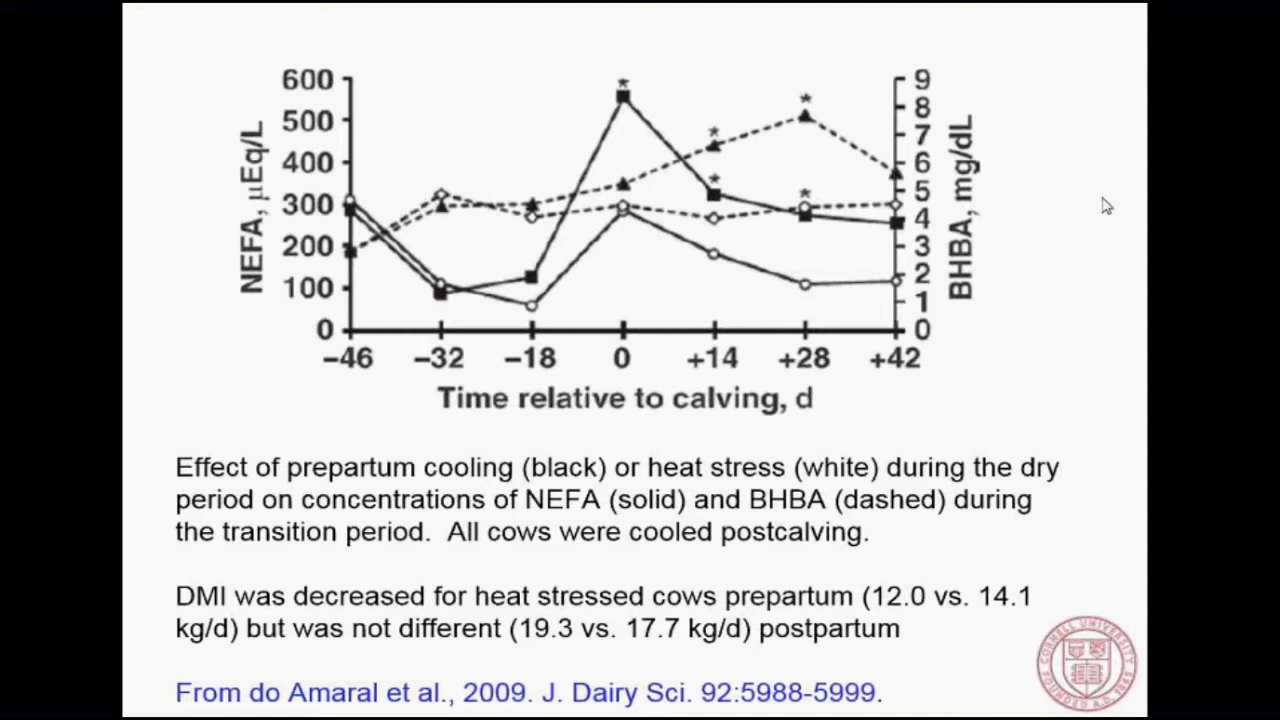 600
500
400
300
200
100
0
NEFA, µEq/L
9
8
7
6
5
4
3
2
1
0
BHBA, mg/dL
* * * * *
−46 −32 −18 0 +14 +28 +42
Time relative to calving, d
Effect of prepartum cooling (black) or heat stress (white) during the dry
period on concentrations of NEFA (solid) and BHBA (dashed) during
the transition period. All cows were cooled postcalving.
DMI was decreased for heat stressed cows prepartum (12.0 vs. 14.1
kg/d) but was not different (19.3 vs. 17.7 kg/d) postpartum
From do Amaral et al., 2009. J. Dairy Sci. 92:5988-5999.
CORNELL UNIVERSITY
FOUNDED A.D. 1865